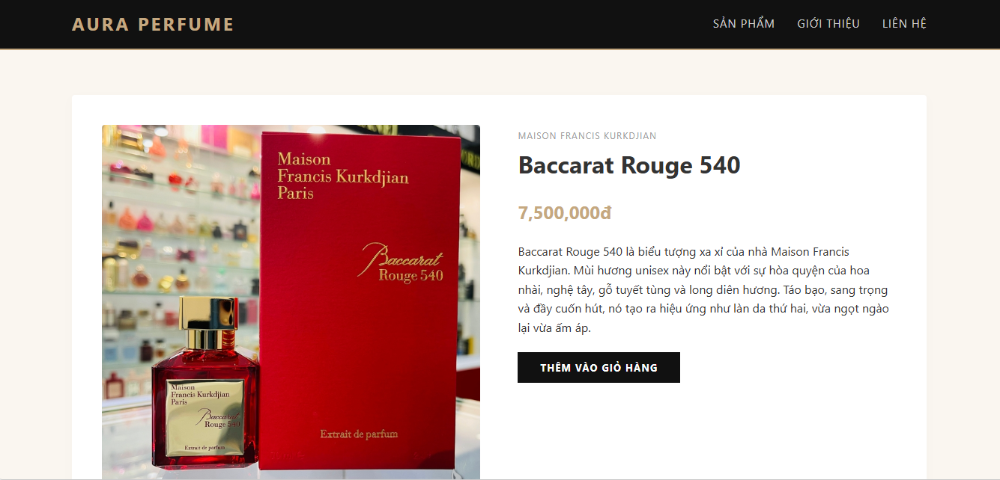 AURA PERFUME
SẢN PHẨM
GIỚI THIỆU
LIÊN HỆ
Maison
Francis Kurkdjian
Paris
Baccarat
Rouge 540
Extrait de parfum
Maison
Francis Kurkdjian
Paris
Baccarat
Rouge 540
Extrait de parfum
MAISON FRANCIS KURKDJIAN
Baccarat Rouge 540
7,500,000đ
Baccarat Rouge 540 là biểu tượng xa xỉ của nhà Maison Francis
Kurkdjian. Mùi hương unisex này nổi bật với sự hòa quyện của hoa
nhài, nghệ tây, gỗ tuyết tùng và long diên hương. Táo bạo, sang trọng
và đầy cuốn hút, nó tạo ra hiệu ứng như làn da thứ hai, vừa ngọt ngào
lại vừa ấm áp.
THÊM VÀO GIỎ HÀNG